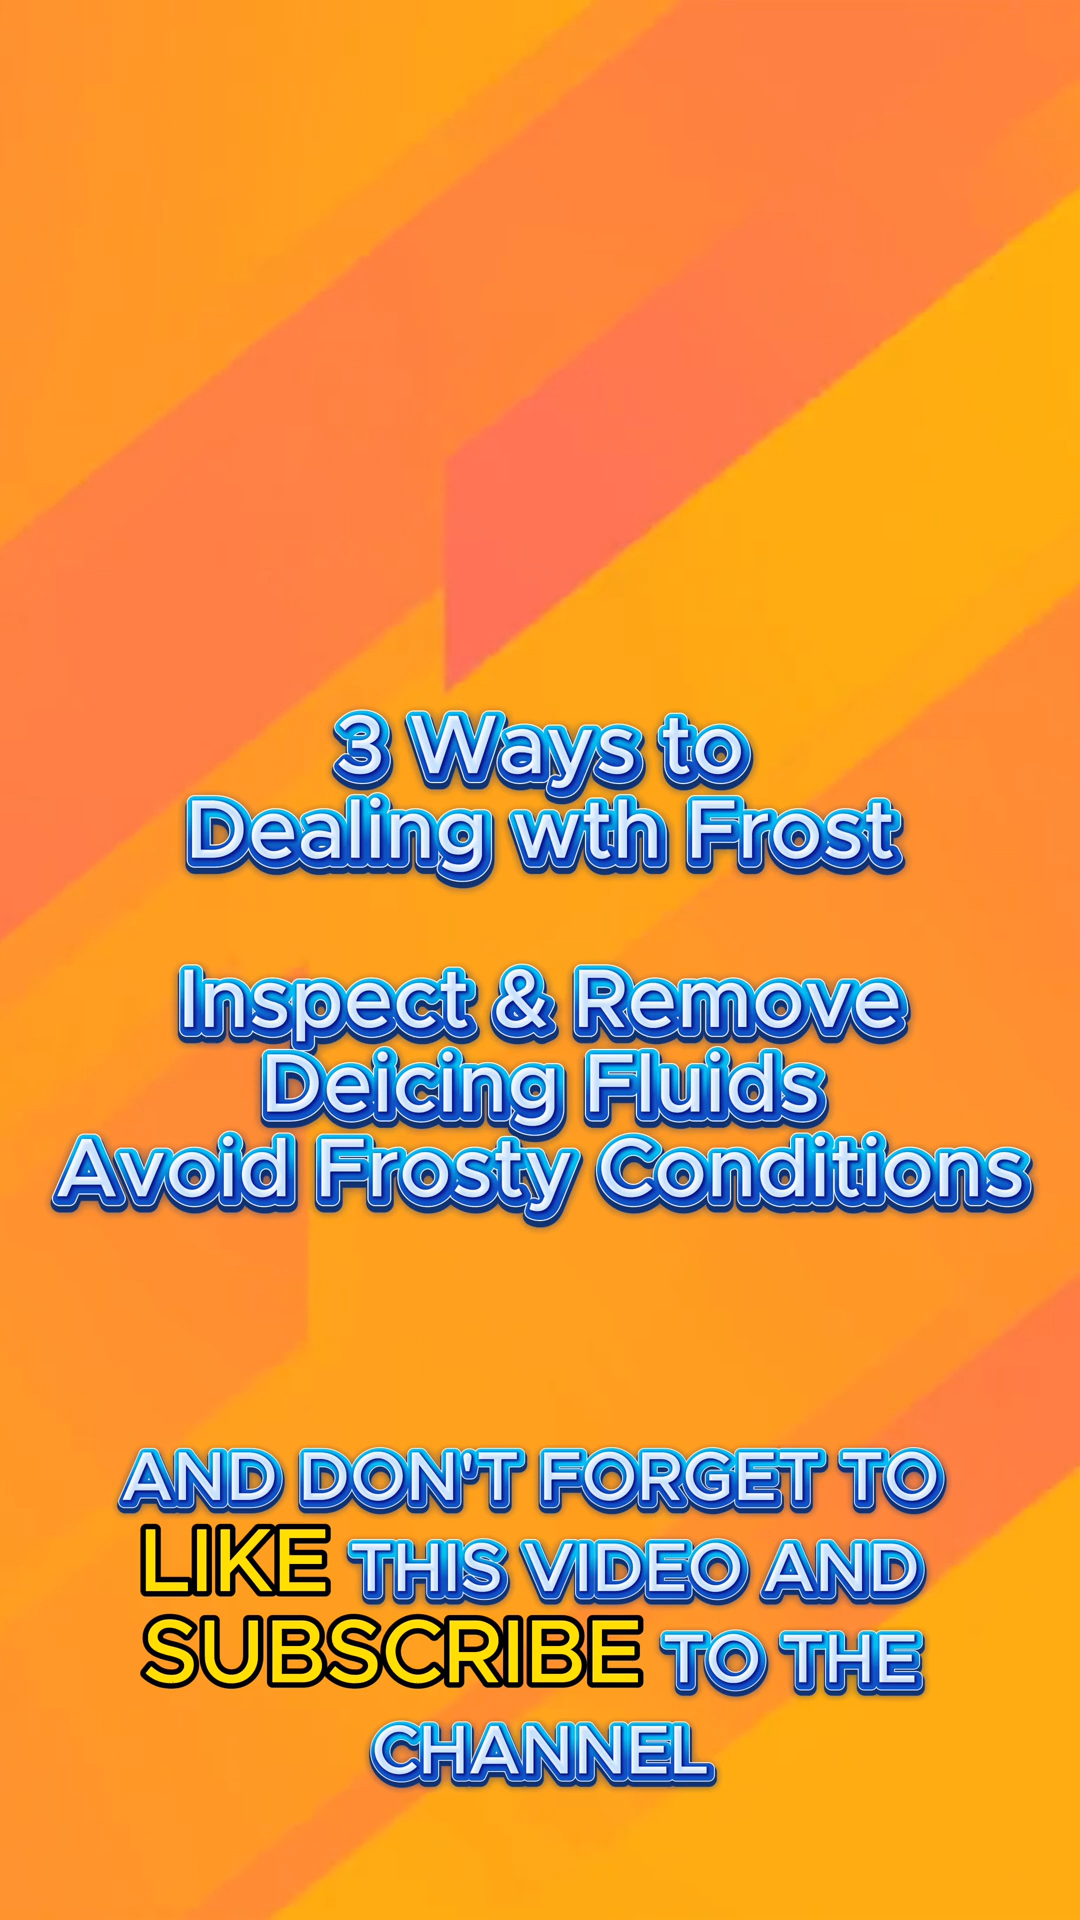 3 Ways to
Dealing wth Frost
Inspect & Remove
Deicing Fluids
Avoid Frosty Conditions
AND DON'T FORGET TO
LIKE THIS VIDEO AND
SUBSCRIBE TO THE
CHANNEL